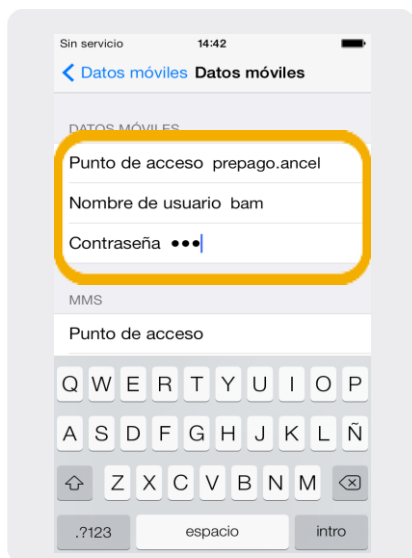 Sin servicio 14:42
Datos móviles Datos móviles
DATOS MÓVILES
Punto de acceso prepago.ancel
Nombre de usuario bam
Contraseña •••
MMS
Punto de acceso
Q W E R T Y U I O P
A S D F G H J K L Ñ
Z X C V B N M
.?123 espacio intro